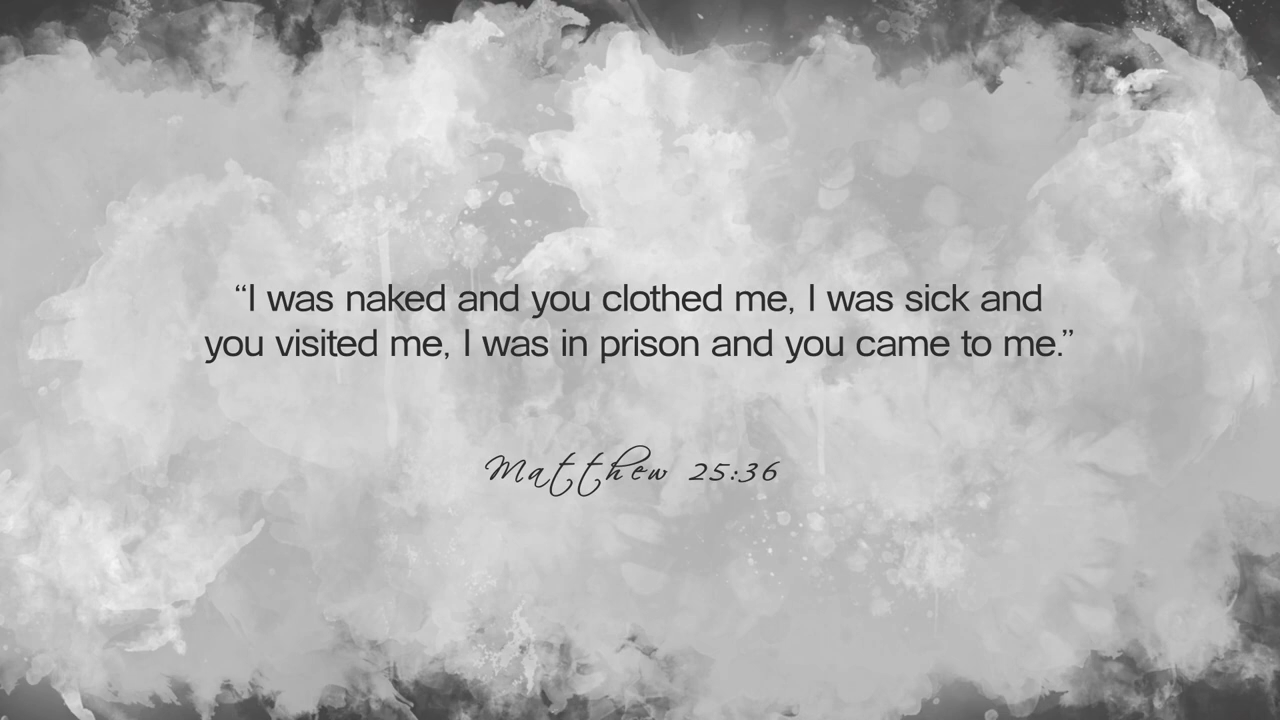 “I was naked and you clothed me, I was sick and
you visited me, I was in prison and you came to me.”
Matthew 25:36